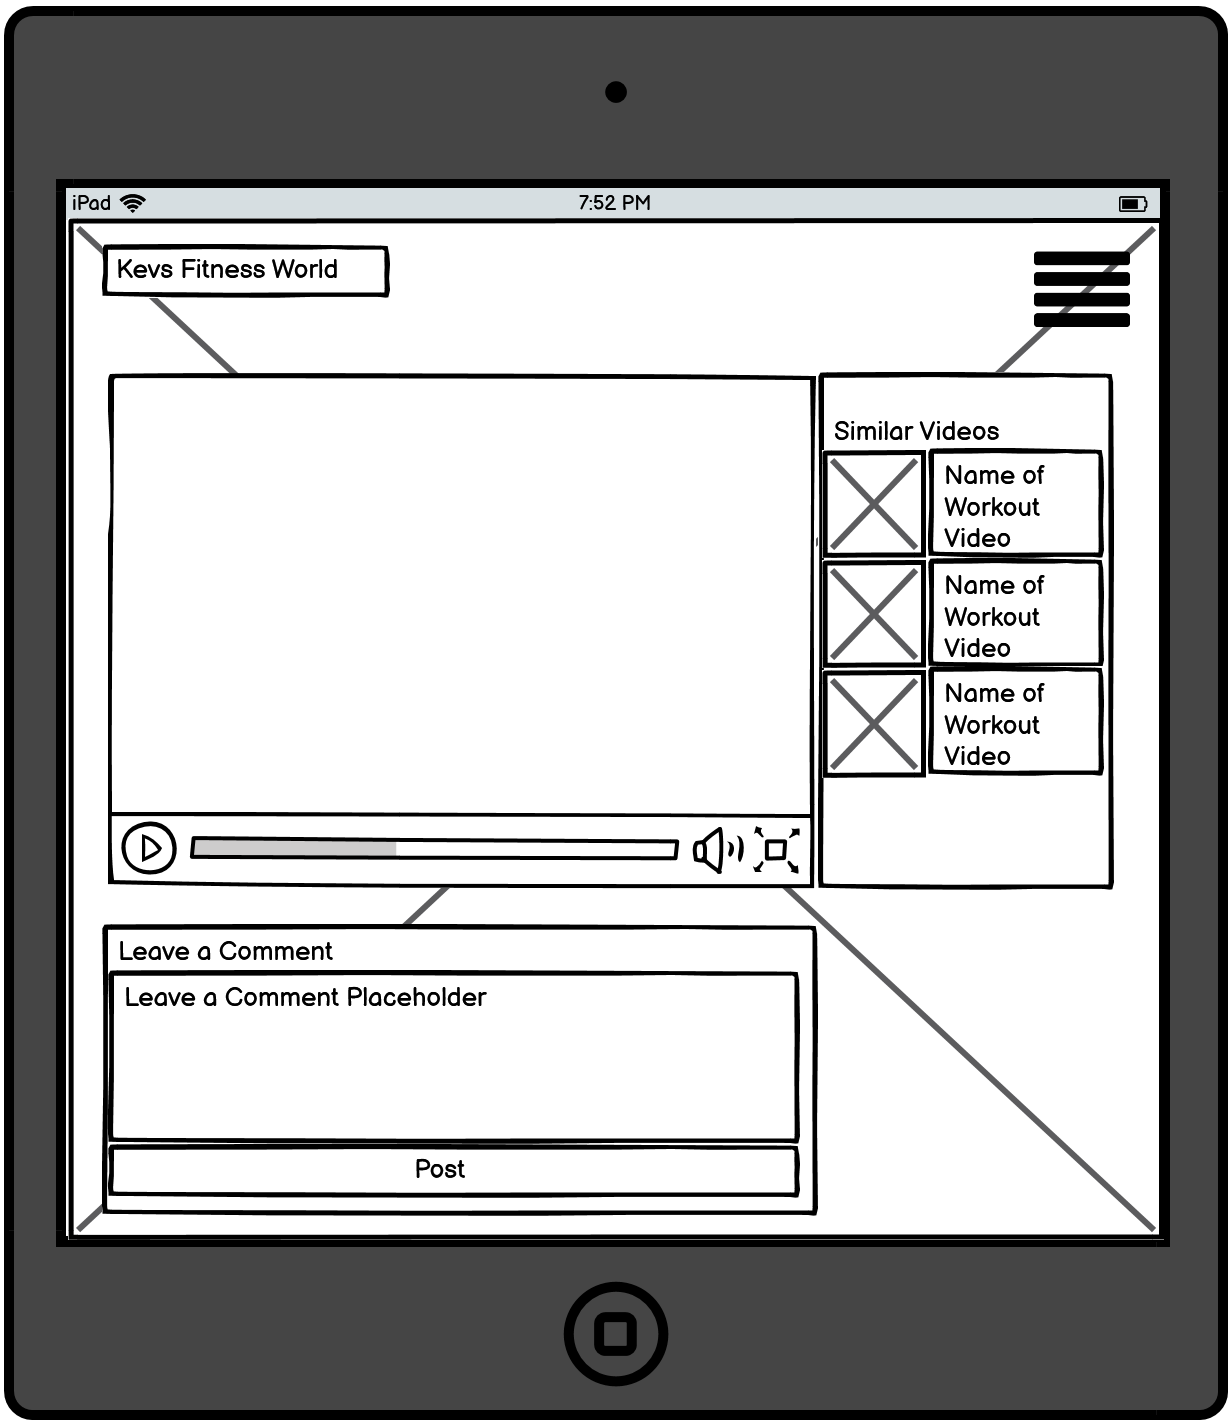 iPad
7:52 PM
Kevs Fitness World
Similar Videos
Name of
Workout
Video
Name of
Workout
Video
Name of
Workout
Video
Leave a Comment
Leave a Comment Placeholder
Post